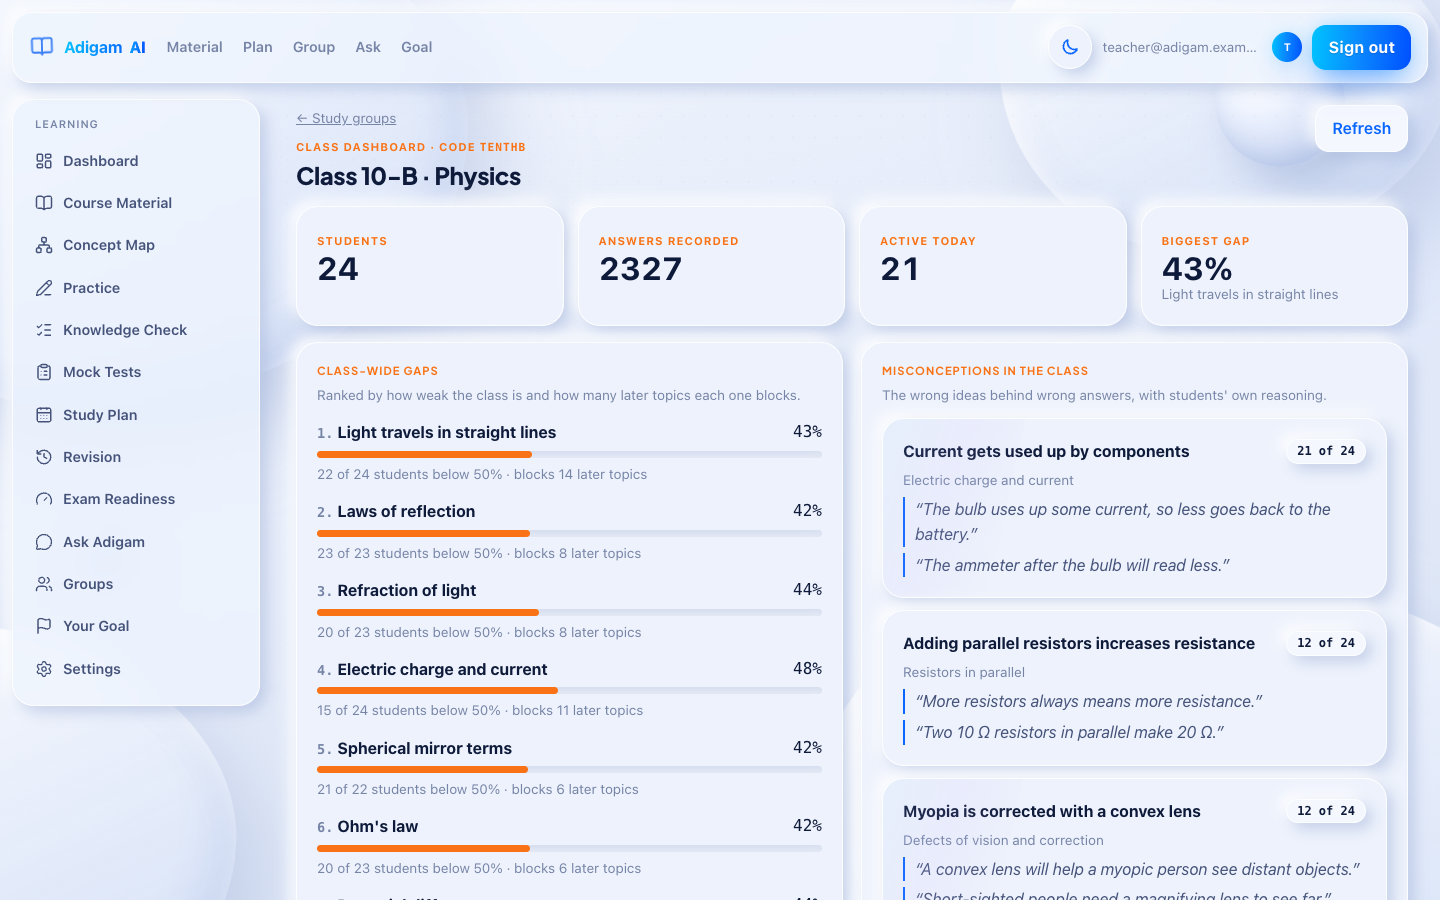 Adigam AI
Material
Plan
Group
Ask
Goal
teacher@adigam.exam...
T
Sign out
LEARNING
Dashboard
Course Material
Concept Map
Practice
Knowledge Check
Mock Tests
Study Plan
Revision
Exam Readiness
Ask Adigam
Groups
Your Goal
Settings
← Study groups
Refresh
CLASS DASHBOARD · CODE TENTHB
Class 10-B · Physics
STUDENTS
24
ANSWERS RECORDED
2327
ACTIVE TODAY
21
BIGGEST GAP
43%
Light travels in straight lines
CLASS-WIDE GAPS
Ranked by how weak the class is and how many later topics each one blocks.
1. Light travels in straight lines 43%
22 of 24 students below 50% · blocks 14 later topics
2. Laws of reflection 42%
23 of 23 students below 50% · blocks 8 later topics
3. Refraction of light 44%
20 of 23 students below 50% · blocks 8 later topics
4. Electric charge and current 48%
15 of 24 students below 50% · blocks 11 later topics
5. Spherical mirror terms 42%
21 of 22 students below 50% · blocks 6 later topics
6. Ohm's law 42%
20 of 23 students below 50% · blocks 6 later topics
MISCONCEPTIONS IN THE CLASS
The wrong ideas behind wrong answers, with students' own reasoning.
Current gets used up by components 21 of 24
Electric charge and current
“The bulb uses up some current, so less goes back to the
battery.”
“The ammeter after the bulb will read less.”
Adding parallel resistors increases resistance 12 of 24
Resistors in parallel
“More resistors always means more resistance.”
“Two 10 Ω resistors in parallel make 20 Ω.”
Myopia is corrected with a convex lens 12 of 24
Defects of vision and correction
“A convex lens will help a myopic person see distant objects.”
“Short-sighted people need a magnifying lens to see far.”